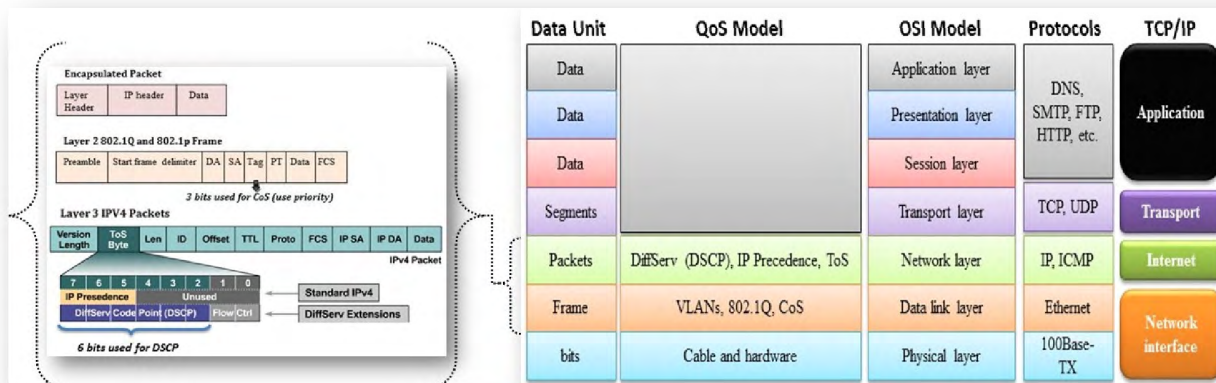 Encapsulated Packet
Layer Header
IP header
Data
Layer 2 802.1Q and 802.1p Frame
Preamble
Start frame delimiter
DA
SA
Tag
PT
Data
FCS
3 bits used for CoS (use priority)
Layer 3 IPV4 Packets
Version Length
ToS Byte
Len
ID
Offset
TTL
Proto
FCS
IP SA
IP DA
Data
IPv4 Packet
7 6 5 4 3 2 1 0
IP Presedence
Unused
Standard IPv4
DiffServ Code Point (DSCP)
Flow Ctrl
DiffServ Extensions
6 bits used for DSCP
Data Unit
QoS Model
OSI Model
Protocols
TCP/IP
Data
Application layer
DNS,
SMTP, FTP,
HTTP, etc.
Application
Data
Presentation layer
Data
Session layer
Segments
Transport layer
TCP, UDP
Transport
Packets
DiffServ (DSCP), IP Precedence, ToS
Network layer
IP, ICMP
Internet
Frame
VLANs, 802.1Q, CoS
Data link layer
Ethernet
Network
interface
bits
Cable and hardware
Physical layer
100Base-
TX